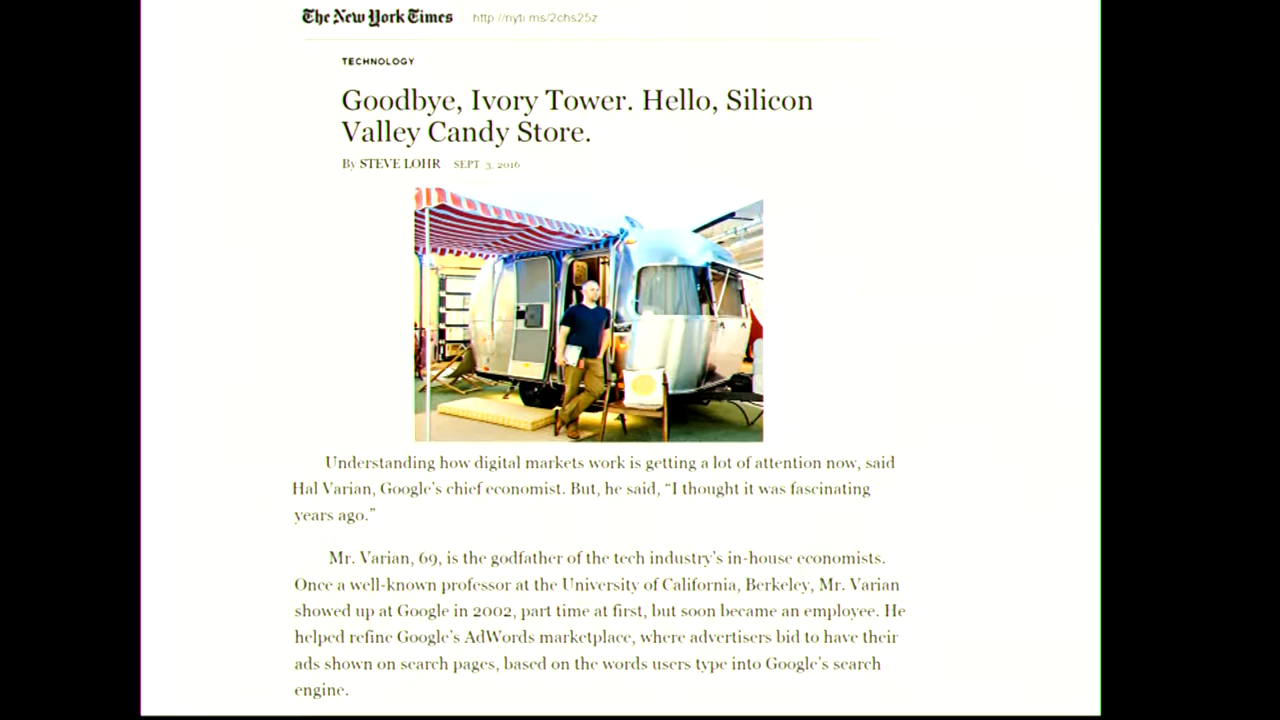 The New York Times
http //nyti ms/2chs25z
TECHNOLOGY
Goodbye, Ivory Tower. Hello, Silicon
Valley Candy Store.
By STEVE LOHR SEPT. 3, 2016
Understanding how digital markets work is getting a lot of attention now, said
Hal Varian, Google's chief economist. But, he said, “I thought it was fascinating
years ago.”
Mr. Varian, 69, is the godfather of the tech industry's in-house economists.
Once a well-known professor at the University of California, Berkeley, Mr. Varian
showed up at Google in 2002, part time at first, but soon became an employee. He
helped refine Google's AdWords marketplace, where advertisers bid to have their
ads shown on search pages, based on the words users type into Google's search
engine.